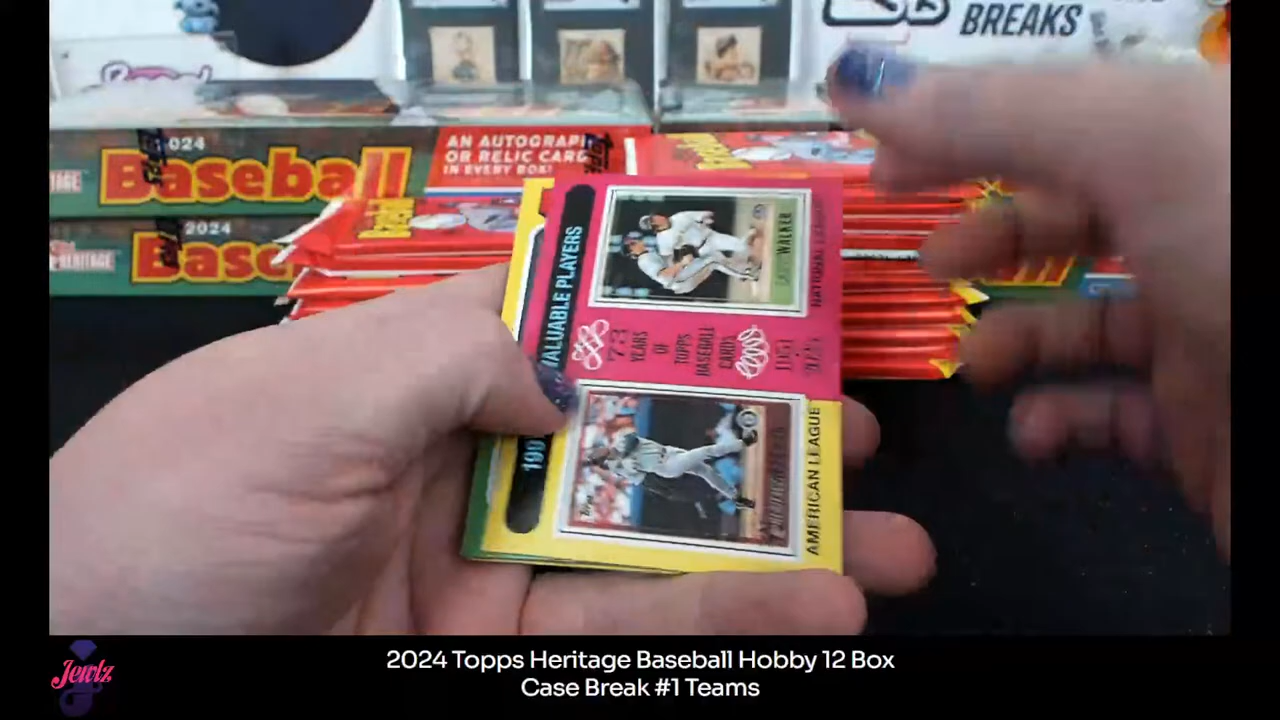 BREAKS
2024
Baseball
AN AUTOGRAPH
OR RELIC CARD
IN EVERY BOX!
2024
HERITAGE
VALUABLE PLAYERS
WALKER
NATIONAL LEAGUE
73
YEARS
OF
TOPPS
BASEBALL
CARDS
199
Topps
AMERICAN LEAGUE
Jewlz
2024 Topps Heritage Baseball Hobby 12 Box
Case Break #1 Teams